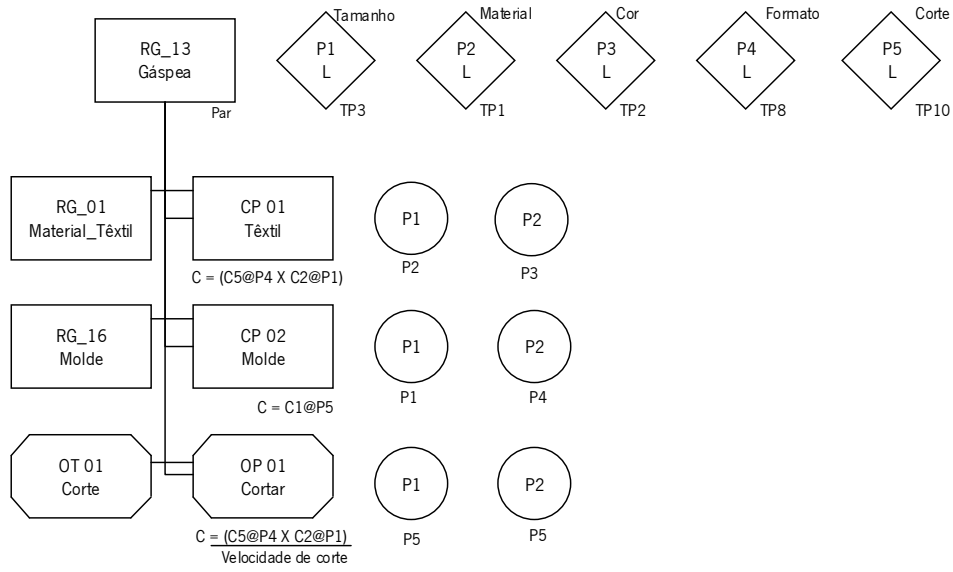 RG_13
Gáspea
Par
Tamanho
P1
L
TP3
Material
P2
L
TP1
Cor
P3
L
TP2
Formato
P4
L
TP8
Corte
P5
L
TP10
RG_01
Material_Têxtil
CP 01
Têxtil
C = (C5@P4 X C2@P1)
P1
P2
P2
P3
RG_16
Molde
CP 02
Molde
C = C1@P5
P1
P1
P2
P4
OT 01
Corte
OP 01
Cortar
C = (C5@P4 X C2@P1)
Velocidade de corte
P1
P5
P2
P5